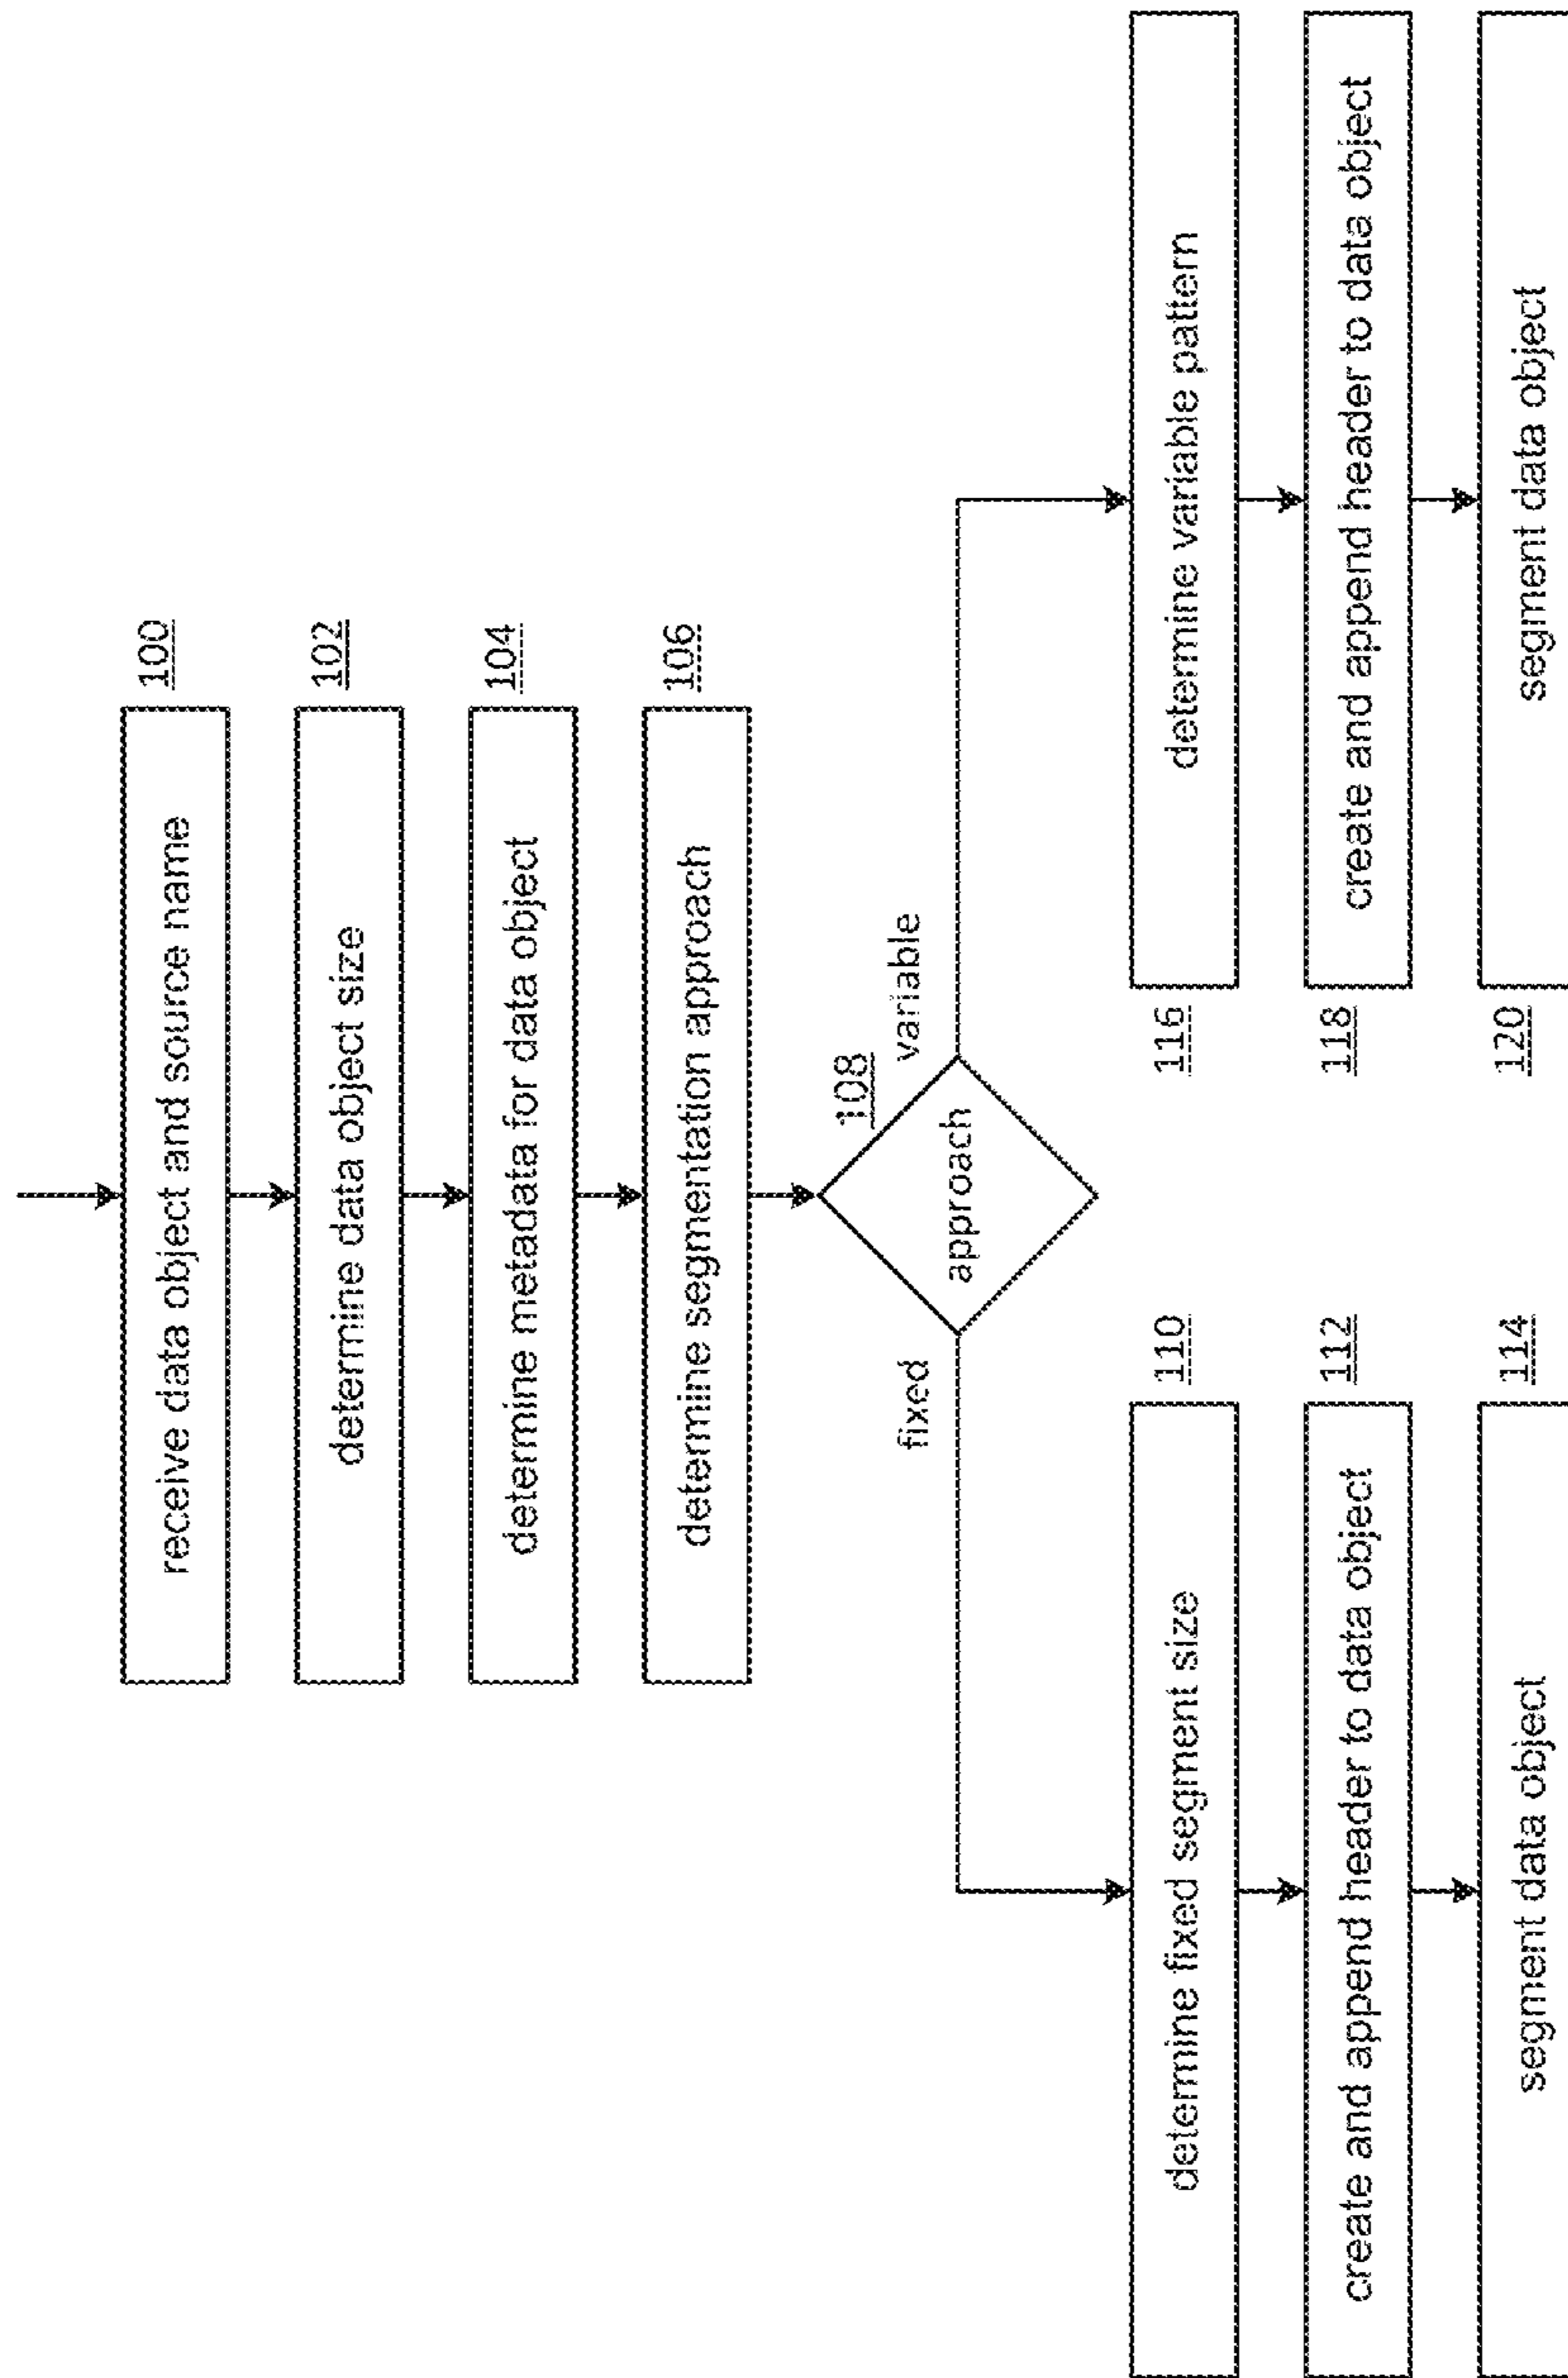 receive data object and source name
100
determine data object size
102
determine metadata for data object
104
determine segmentation approach
106
108
approach
fixed
variable
determine fixed segment size
110
create and append header to data object
112
segment data object
114
116
determine variable pattern
118
create and append header to data object
120
segment data object